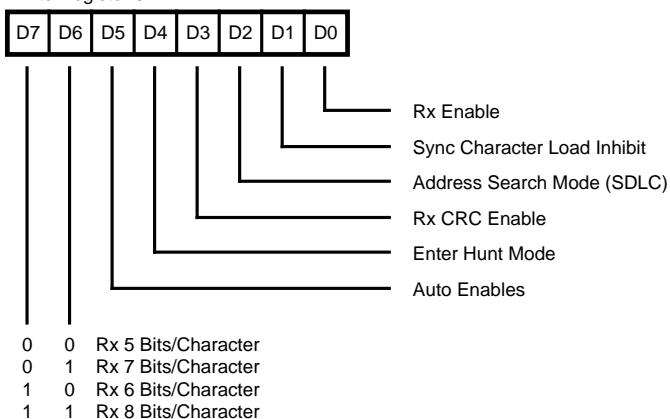 D7 D6 D5 D4 D3 D2 D1 D0
Rx Enable
Sync Character Load Inhibit
Address Search Mode (SDLC)
Rx CRC Enable
Enter Hunt Mode
Auto Enables
0 0 Rx 5 Bits/Character
0 1 Rx 7 Bits/Character
1 0 Rx 6 Bits/Character
1 1 Rx 8 Bits/Character